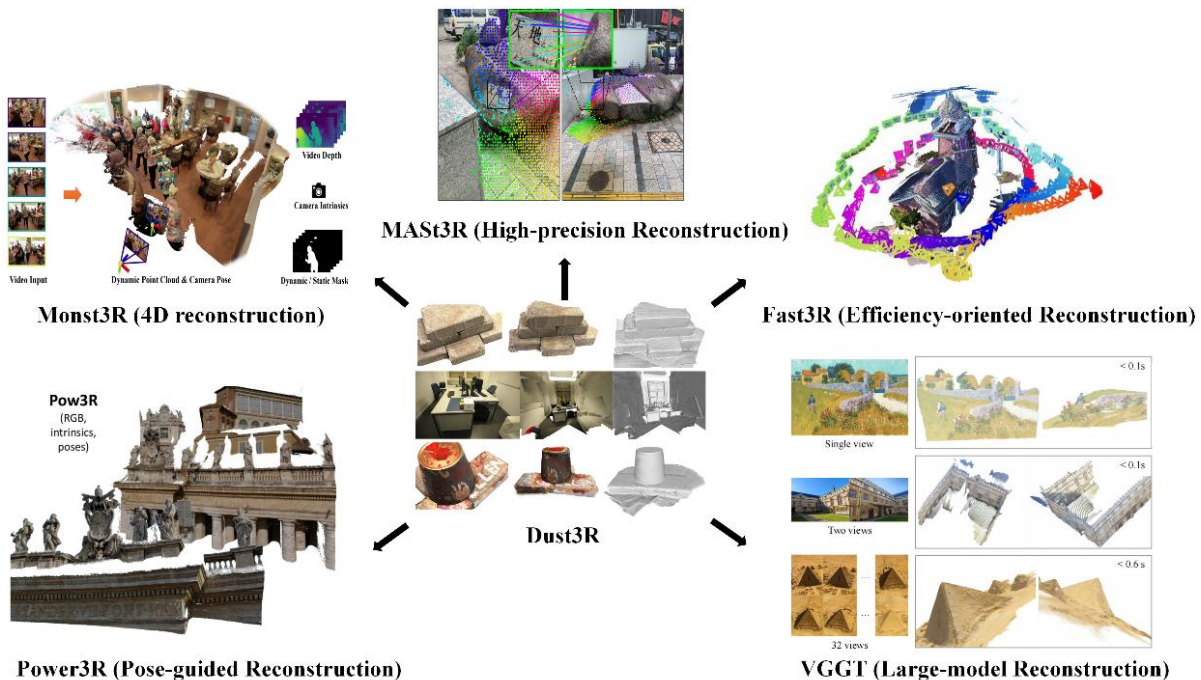 天地
MASt3R (High-precision Reconstruction)
Video Input
Dynamic Point Cloud & Camera Pose
Video Depth
Camera Intrinsics
Dynamic / Static Mask
Monst3R (4D reconstruction)
Fast3R (Efficiency-oriented Reconstruction)
Dust3R
Pow3R
(RGB,
intrinsics,
poses)
Power3R (Pose-guided Reconstruction)
< 0.1s
Single view
< 0.1s
Two views
...
...
< 0.6 s
32 views
VGGT (Large-model Reconstruction)